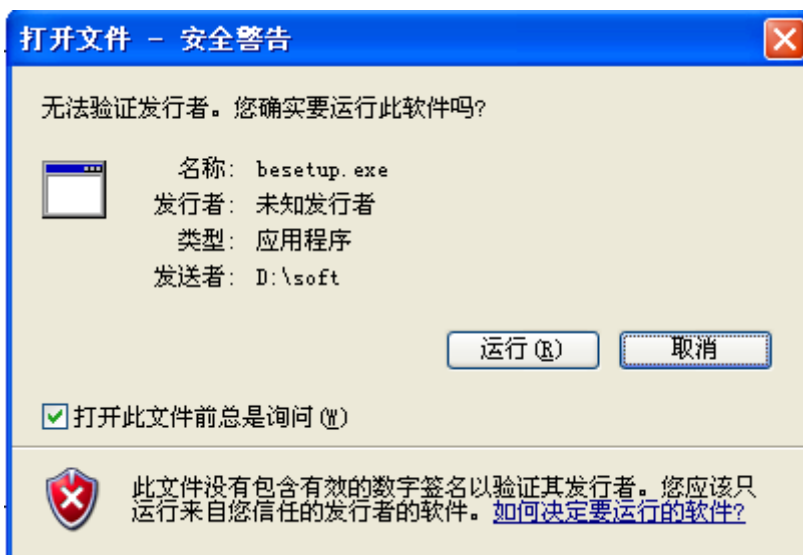 打开文件 - 安全警告
无法验证发行者。您确实要运行此软件吗?
名称: besetup.exe
发行者: 未知发行者
类型: 应用程序
发送者: D:\soft
运行(R) 取消
打开此文件前总是询问(W)
此文件没有包含有效的数字签名以验证其发行者。您应该只
运行来自您信任的发行者的软件。如何决定要运行的软件?